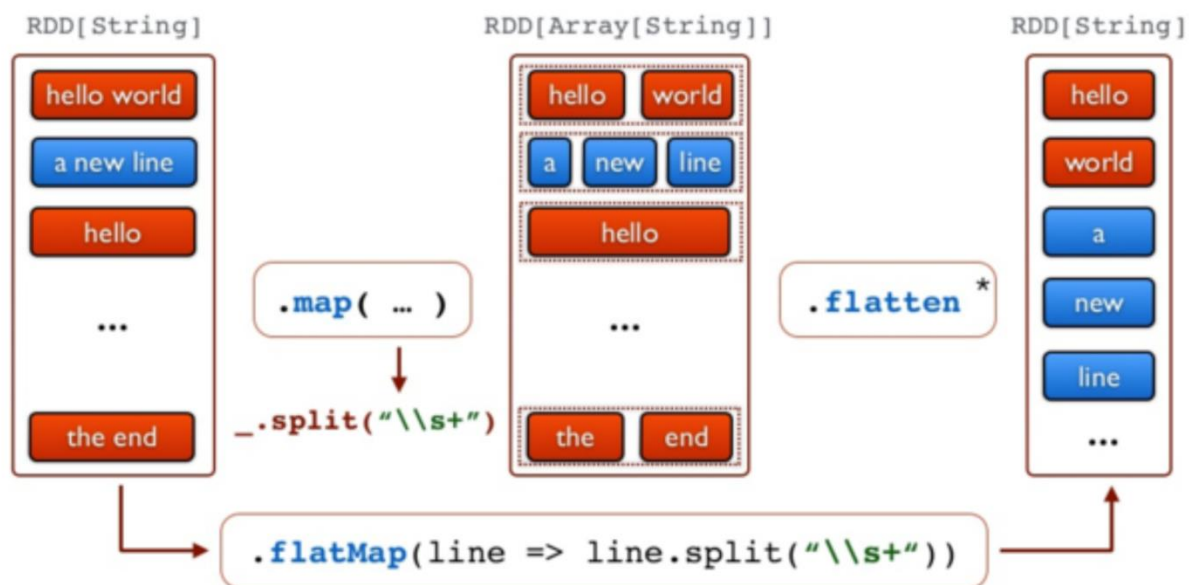 RDD[String]
RDD[Array[String]]
RDD[String]
hello world
a new line
hello
...
the end
.map( … )
_.split(“\\s+”)
hello world
a new line
hello
...
the end
.flatten *
hello
world
a
new
line
...
.flatMap(line => line.split(“\\s+“))